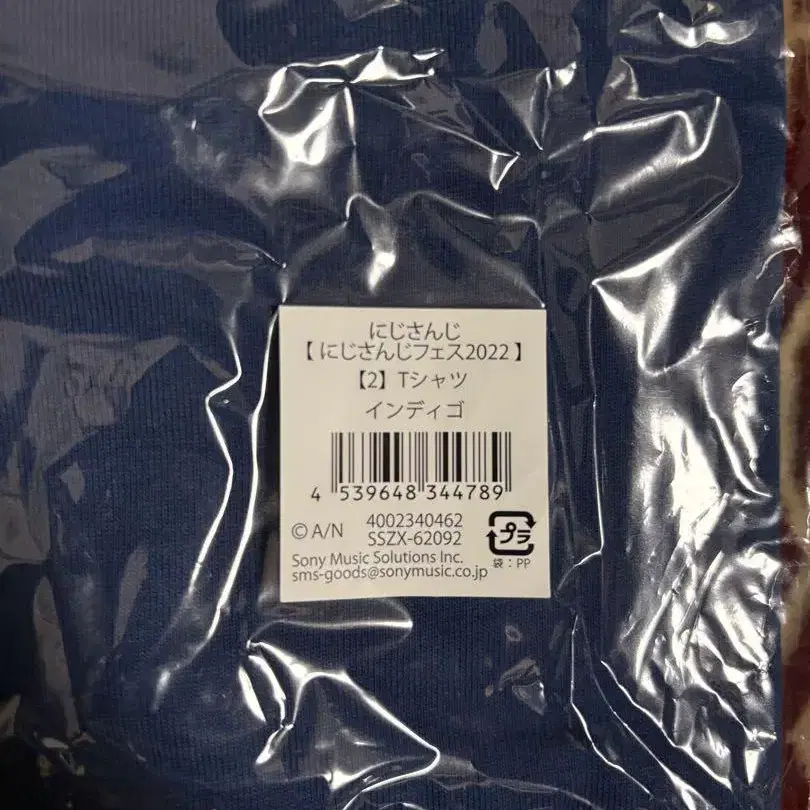 にじさんじ
【 にじさんじフェス2022 】
【2】Tシャツ
インディゴ
4 539648 344789
© A/N 4002340462
SSZX-62092
Sony Music Solutions Inc.
sms-goods@sonymusic.co.jp
プラ
袋：PP